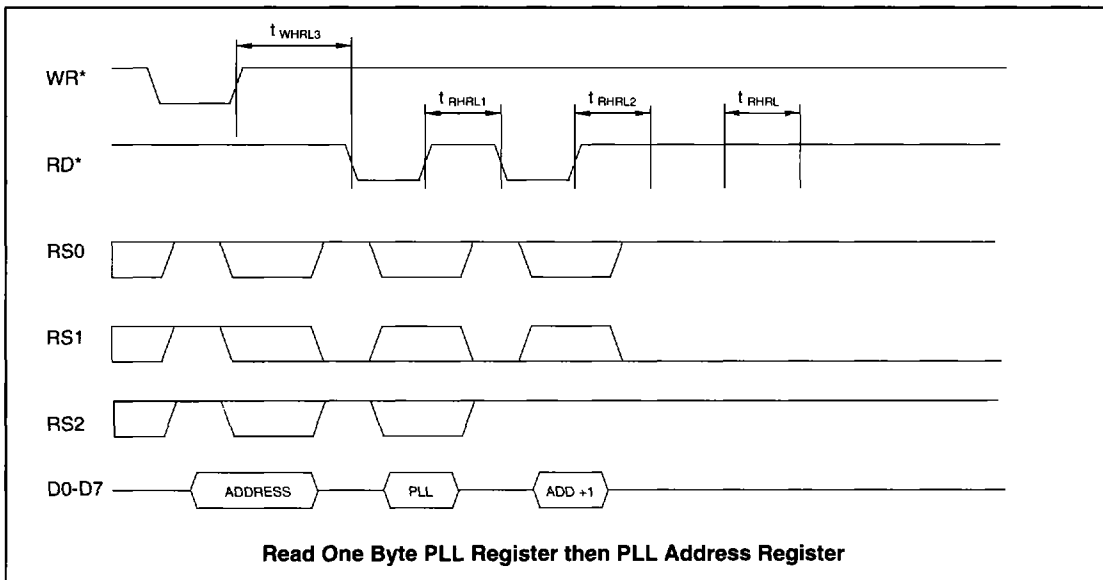 t WHRL3
WR*
t RHRL1
t RHRL2
t RHRL
RD*
RS0
RS1
RS2
D0-D7
ADDRESS
PLL
ADD +1
Read One Byte PLL Register then PLL Address Register